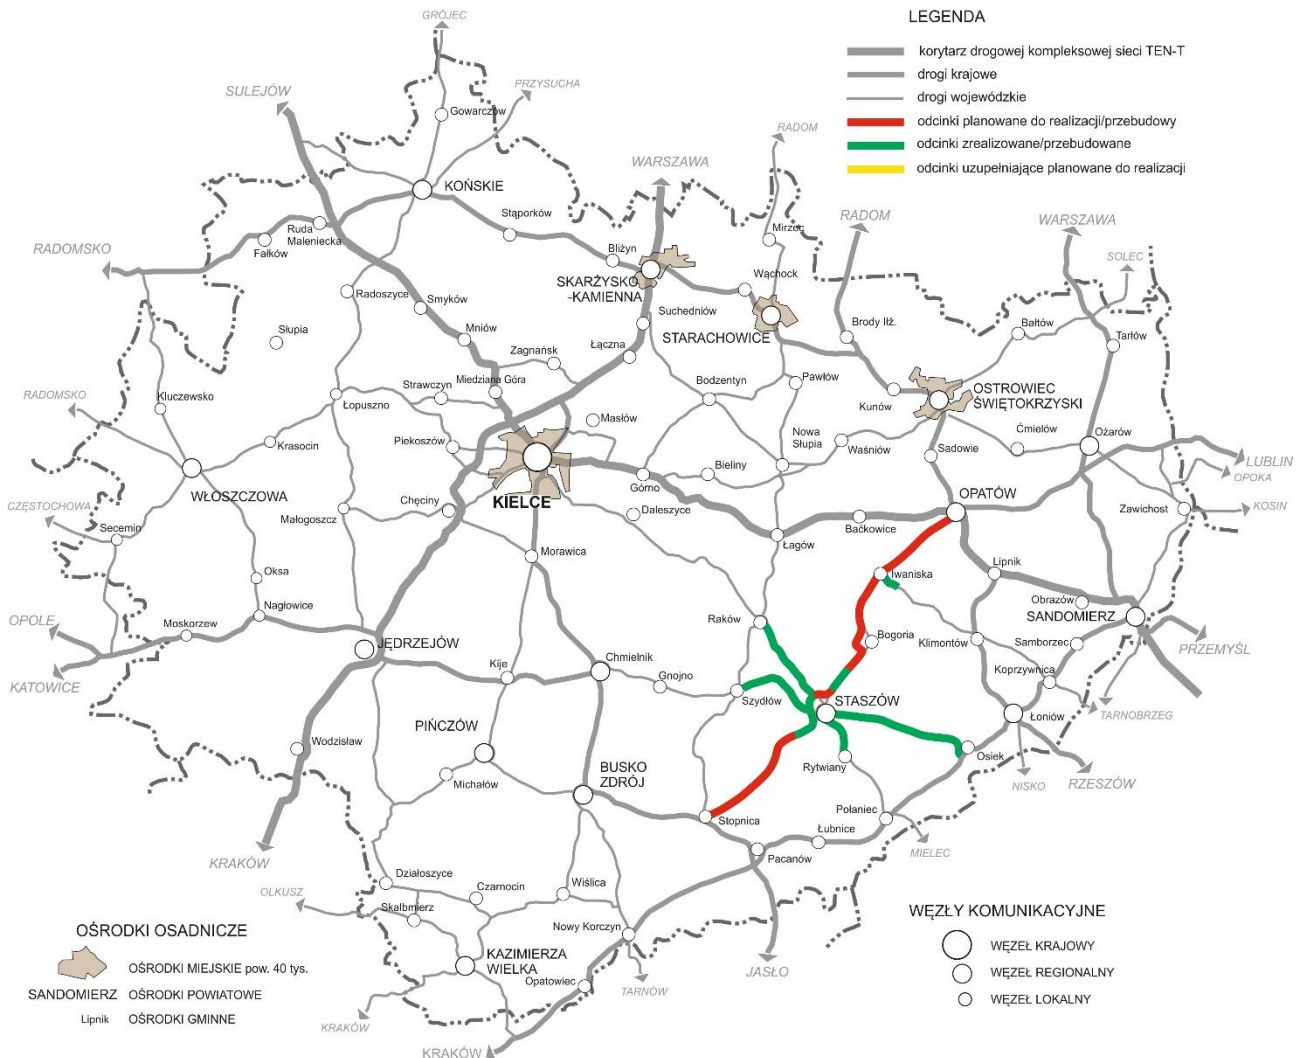 LEGENDA
korytarz drogowej kompleksowej sieci TEN-T
drogi krajowe
drogi wojewódzkie
odcinki planowane do realizacji/przebudowy
odcinki zrealizowane/przebudowane
odcinki uzupełniające planowane do realizacji
GRÓJEC
SULEJÓW
PRZYSUCHA
Gowarczów
RADOM
WARSZAWA
KOŃSKIE
RADOM
WARSZAWA
Stąporków
Mirzec
Ruda
Maleniecka
RADOMSKO
Fałków
Bliżyn
SOLEC
Wąchock
SKARŻYSKO
-KAMIENNA
Radoszyce
Smyków
Suchedniów
Słupia
Mniów
STARACHOWICE
Brody Iłż.
Bałtów
Tarłów
Łączna
Zagnańsk
Miedziana Góra
Strawczyn
Bodzentyn
Pawłów
OSTROWIEC
ŚWIĘTOKRZYSKI
RADOMSKO
Kluczewsko
Łopuszno
Kunów
Masłów
Krasocin
Piekoszów
Nowa
Słupia
Waśniów
Sadowie
Ćmielów
Ożarów
LUBLIN
OPOKA
WŁOSZCZOWA
KIELCE
Górno
Bieliny
OPATÓW
CZĘSTOCHOWA
Secemin
Małogoszcz
Chęciny
Daleszyce
Zawichost
KOSIN
Łagów
Baćkowice
Morawica
Lipnik
Oksa
Iwaniska
Obrazów
SANDOMIERZ
OPOLE
Moskorzew
Nagłowice
Raków
JĘDRZEJÓW
Bogoria
Klimontów
Samborzec
PRZEMYŚL
KATOWICE
Kije
Chmielnik
Gnojno
Koprzywnica
Szydłów
STASZÓW
TARNOBRZEG
PIŃCZÓW
Łoniów
Wodzisław
Osiek
Rytwiany
BUSKO
ZDRÓJ
Michałów
NISKO
RZESZÓW
Połaniec
Stopnica
Łubnice
KRAKÓW
Pacanów
MIELEC
Działoszyce
OLKUSZ
Czarnocin
Wiślica
Skalbmierz
OŚRODKI OSADNICZE
OŚRODKI MIEJSKIE pow. 40 tys.
SANDOMIERZ OŚRODKI POWIATOWE
Lipnik OŚRODKI GMINNE
Nowy Korczyn
KAZIMIERZA
WIELKA
Opatowiec
TARNÓW
JASŁO
KRAKÓW
KRAKÓW
WĘZŁY KOMUNIKACYJNE
WĘZEŁ KRAJOWY
WĘZEŁ REGIONALNY
WĘZEŁ LOKALNY